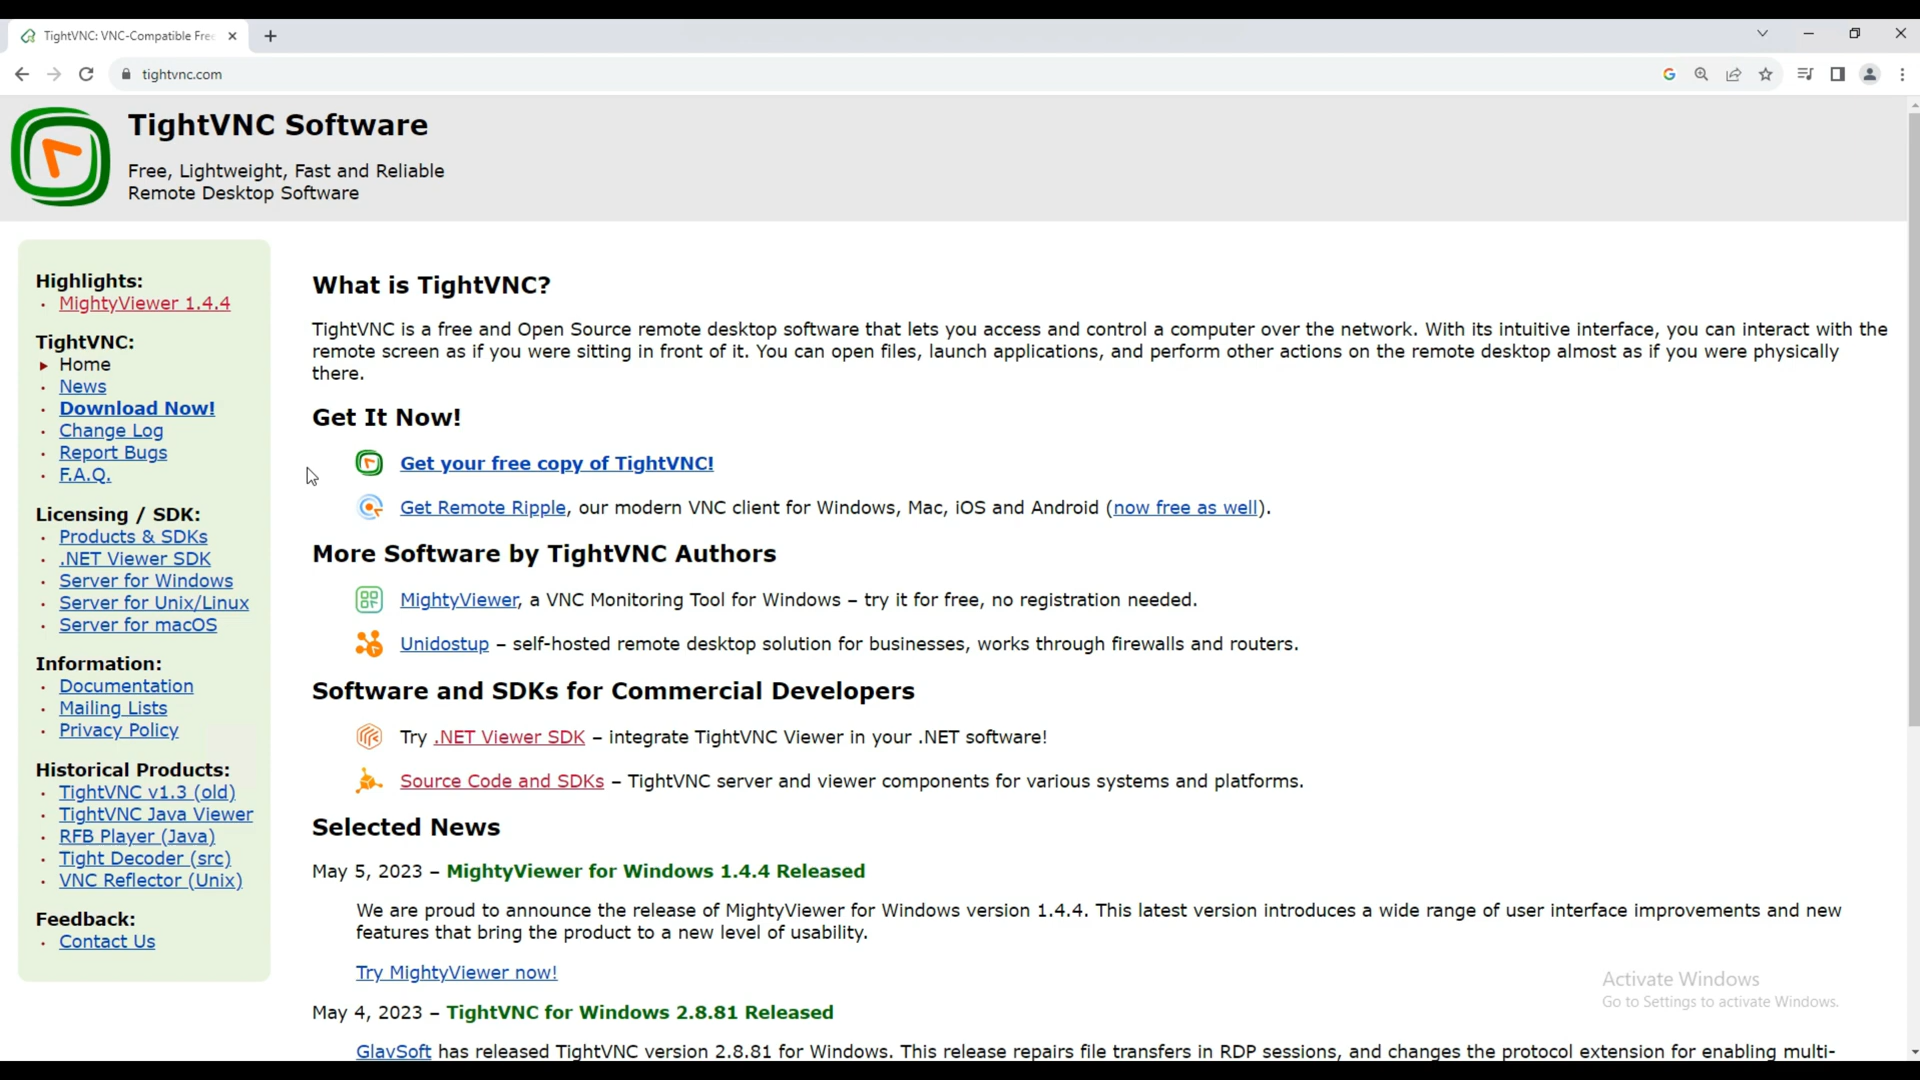 TightVNC: VNC-Compatible Free
tightvnc.com
TightVNC Software
Free, Lightweight, Fast and Reliable
Remote Desktop Software
Highlights:
MightyViewer 1.4.4
TightVNC:
Home
News
Download Now!
Change Log
Report Bugs
F.A.Q.
Licensing / SDK:
Products & SDKs
.NET Viewer SDK
Server for Windows
Server for Unix/Linux
Server for macOS
Information:
Documentation
Mailing Lists
Privacy Policy
Historical Products:
TightVNC v1.3 (old)
TightVNC Java Viewer
RFB Player (Java)
Tight Decoder (src)
VNC Reflector (Unix)
Feedback:
Contact Us
What is TightVNC?
TightVNC is a free and Open Source remote desktop software that lets you access and control a computer over the network. With its intuitive interface, you can interact with the
remote screen as if you were sitting in front of it. You can open files, launch applications, and perform other actions on the remote desktop almost as if you were physically
there.
Get It Now!
Get your free copy of TightVNC!
Get Remote Ripple, our modern VNC client for Windows, Mac, iOS and Android (now free as well).
More Software by TightVNC Authors
MightyViewer, a VNC Monitoring Tool for Windows – try it for free, no registration needed.
Unidostup – self-hosted remote desktop solution for businesses, works through firewalls and routers.
Software and SDKs for Commercial Developers
Try .NET Viewer SDK – integrate TightVNC Viewer in your .NET software!
Source Code and SDKs – TightVNC server and viewer components for various systems and platforms.
Selected News
May 5, 2023 – MightyViewer for Windows 1.4.4 Released
We are proud to announce the release of MightyViewer for Windows version 1.4.4. This latest version introduces a wide range of user interface improvements and new
features that bring the product to a new level of usability.
Try MightyViewer now!
May 4, 2023 – TightVNC for Windows 2.8.81 Released
GlavSoft has released TightVNC version 2.8.81 for Windows. This release repairs file transfers in RDP sessions, and changes the protocol extension for enabling multi-
Activate Windows
Go to Settings to activate Windows.